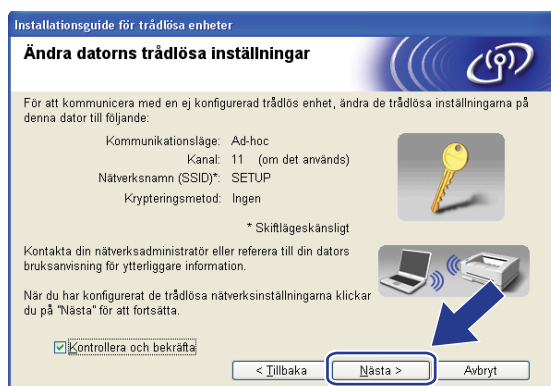 Installationsguide för trådlösa enheter
Ändra datorns trådlösa inställningar
För att kommunicera med en ej konfigurerad trådlös enhet, ändra de trådlösa inställningarna på
denna dator till följande:
Kommunikationsläge: Ad-hoc
Kanal: 11 (om det används)
Nätverksnamn (SSID)*: SETUP
Krypteringsmetod: Ingen
* Skiftlägeskänsligt
Kontakta din nätverksadministratör eller referera till din dators
bruksanvisning för ytterliggare information.
När du har konfigurerat de trådlösa nätverksinställningarna klickar
du på "Nästa" för att fortsätta.
Kontrollera och bekräfta
< Tillbaka Nästa > Avbryt